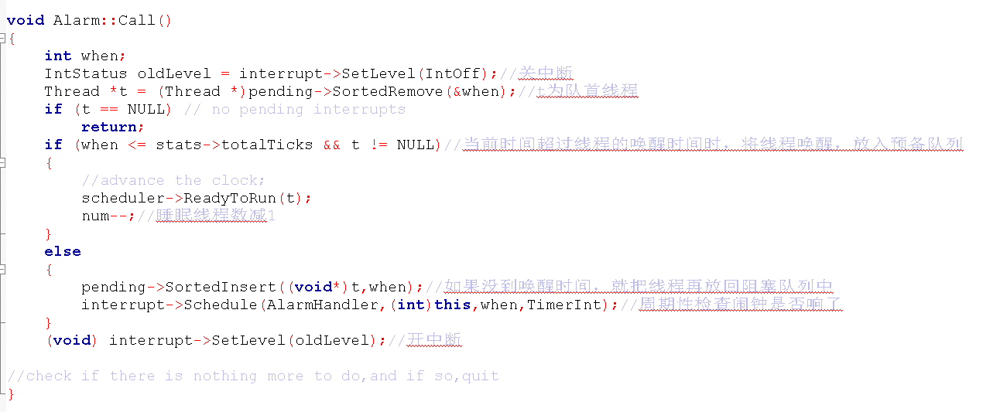 void Alarm::Call()
{
    int when;
    IntStatus oldLevel = interrupt->SetLevel(IntOff);//关中断
    Thread *t = (Thread *)pending->SortedRemove(&when);//t为队首线程
    if (t == NULL) // no pending interrupts
        return;
    if (when <= stats->totalTicks && t != NULL)//当前时间超过线程的唤醒时间时，将线程唤醒，放入预备队列
    {
        //advance the clock;
        scheduler->ReadyToRun(t);
        num--;//睡眠线程数减1
    }
    else
    {
        pending->SortedInsert((void*)t,when);//如果没到唤醒时间，就把线程再放回阻塞队列中
        interrupt->Schedule(AlarmHandler,(int)this,when,TimerInt);//周期性检查闹钟是否响了
    }
    (void) interrupt->SetLevel(oldLevel);//开中断
//check if there is nothing more to do,and if so,quit
}